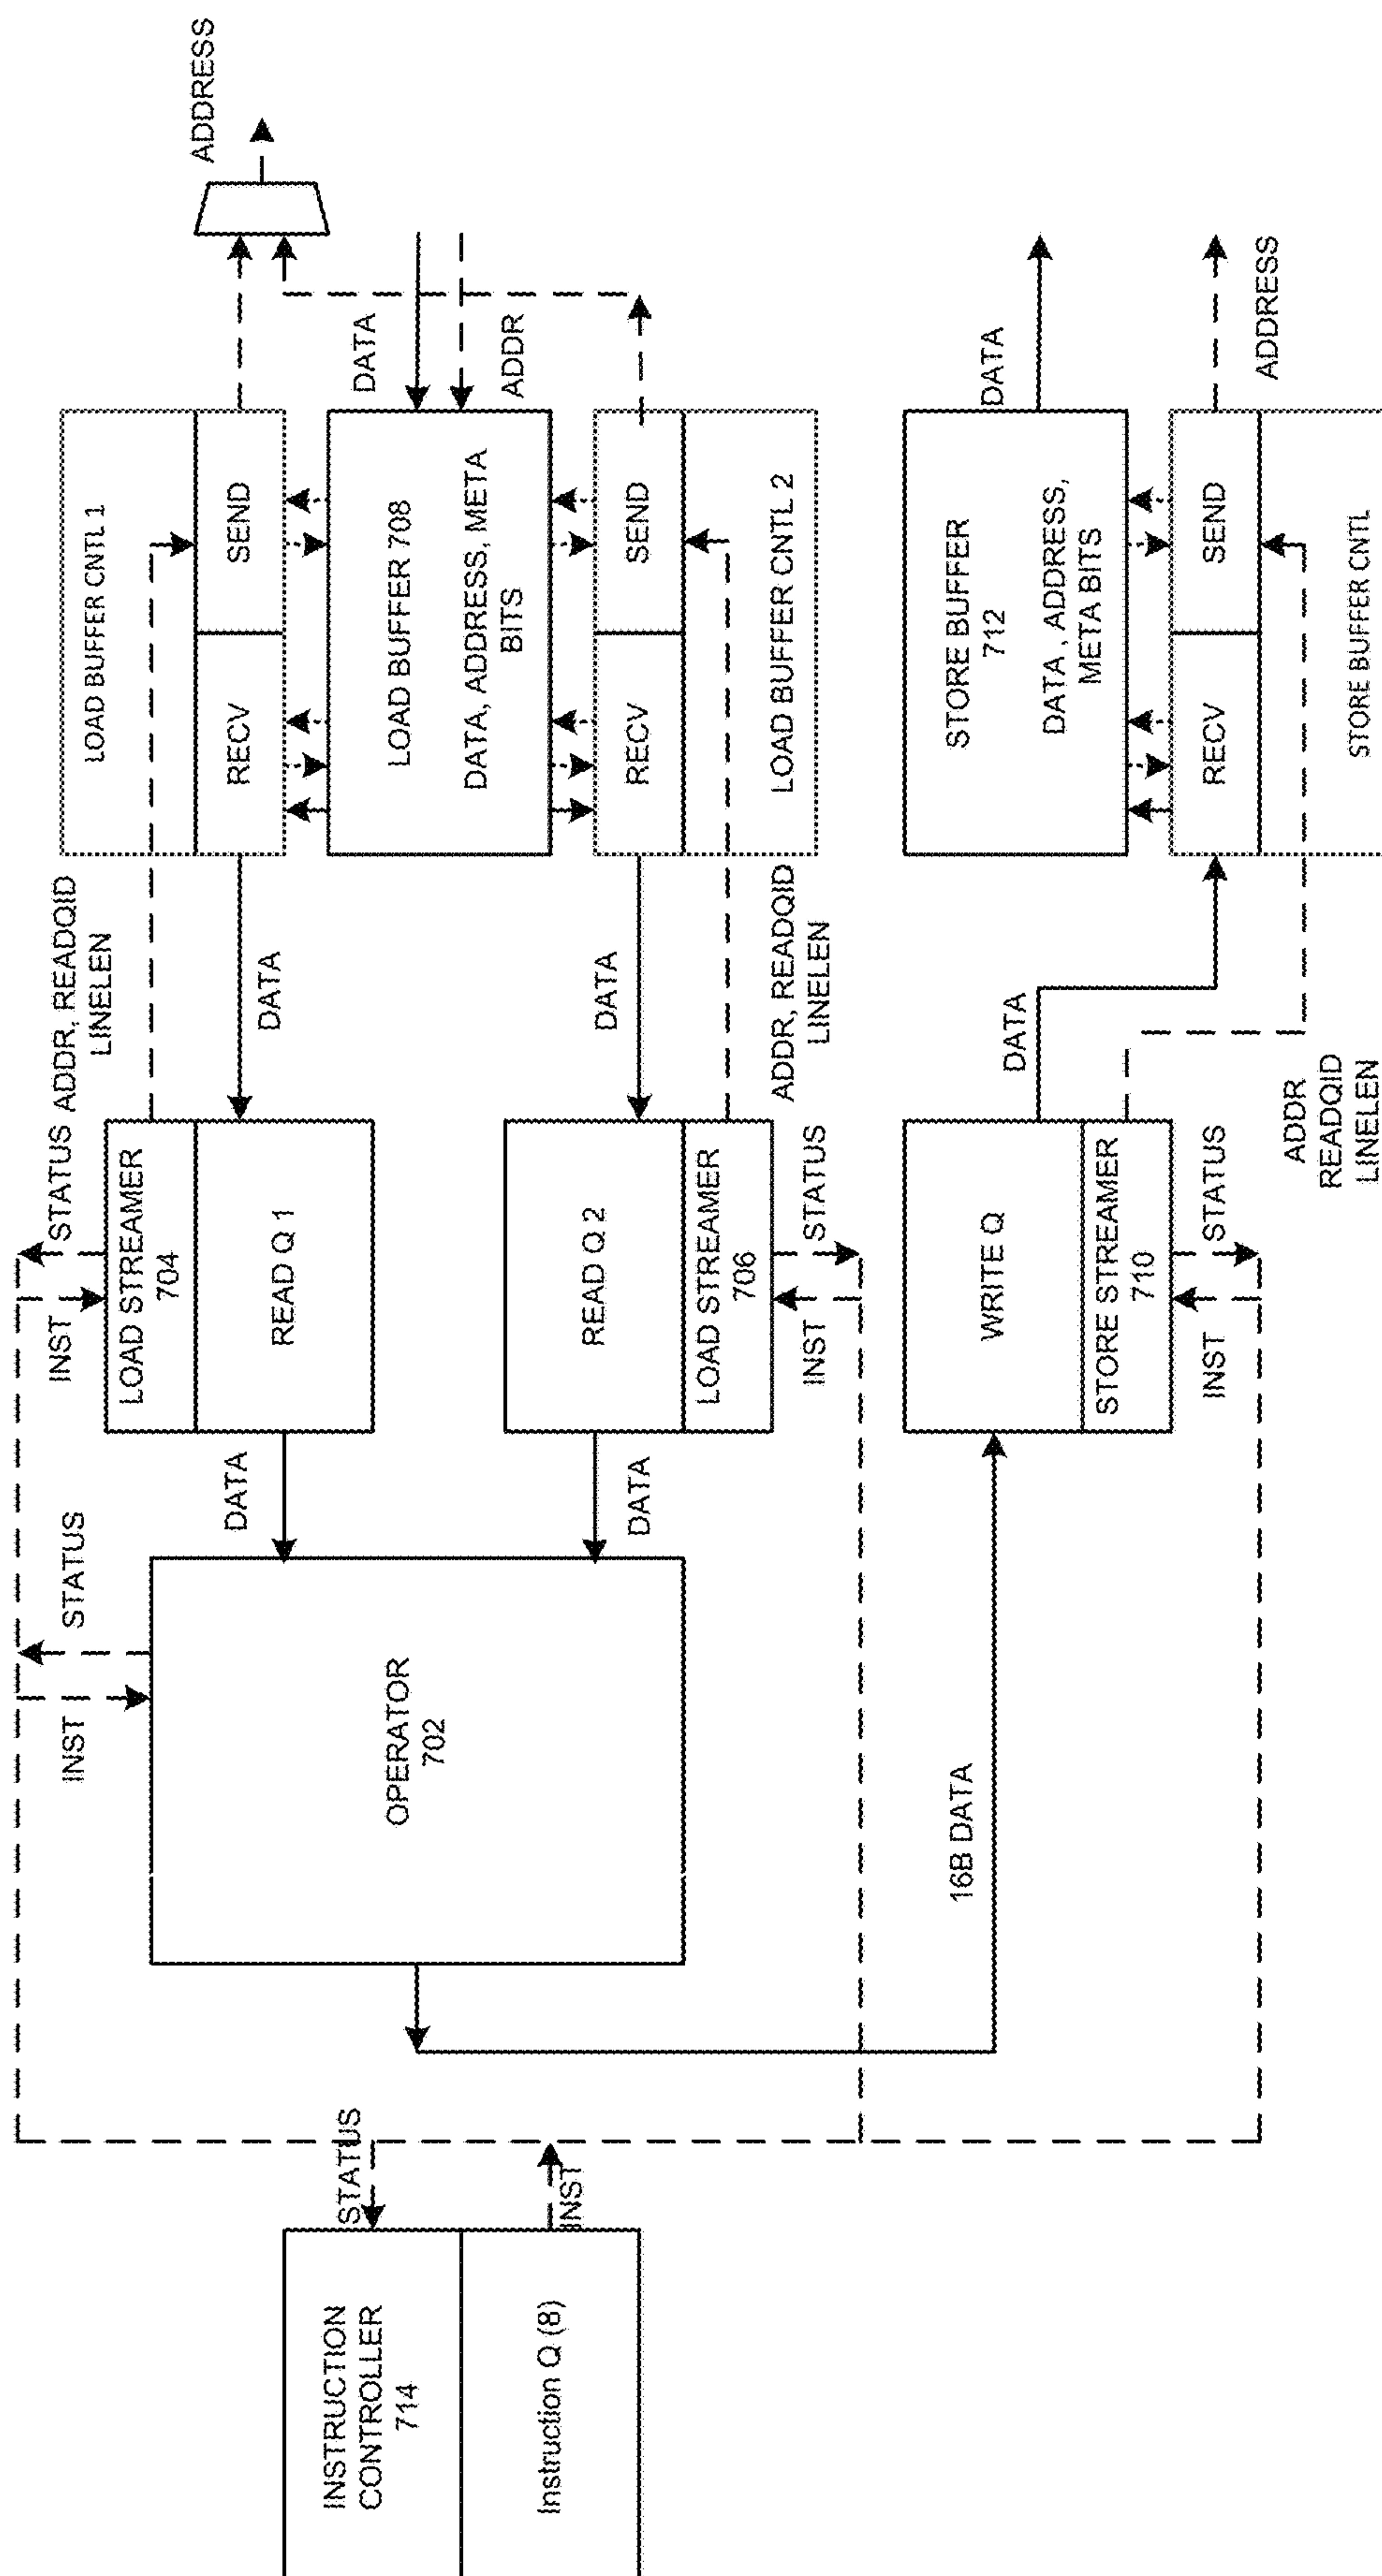 INSTRUCTION
CONTROLLER
714
Instruction Q (8)
STATUS
INST
INST
STATUS
OPERATOR
702
16B DATA
DATA
DATA
INST
STATUS
LOAD STREAMER
704
READ Q 1
READ Q 2
LOAD STREAMER
706
INST
STATUS
WRITE Q
STORE STREAMER
710
INST
STATUS
ADDR, READQID
LINELEN
DATA
DATA
ADDR, READQID
LINELEN
DATA
ADDR
READQID
LINELEN
LOAD BUFFER CNTL 1
RECV
SEND
LOAD BUFFER 708
DATA, ADDRESS, META
BITS
RECV
SEND
LOAD BUFFER CNTL 2
STORE BUFFER
712
DATA , ADDRESS,
META BITS
RECV
SEND
STORE BUFFER CNTL
DATA
ADDR
ADDRESS
DATA
ADDRESS